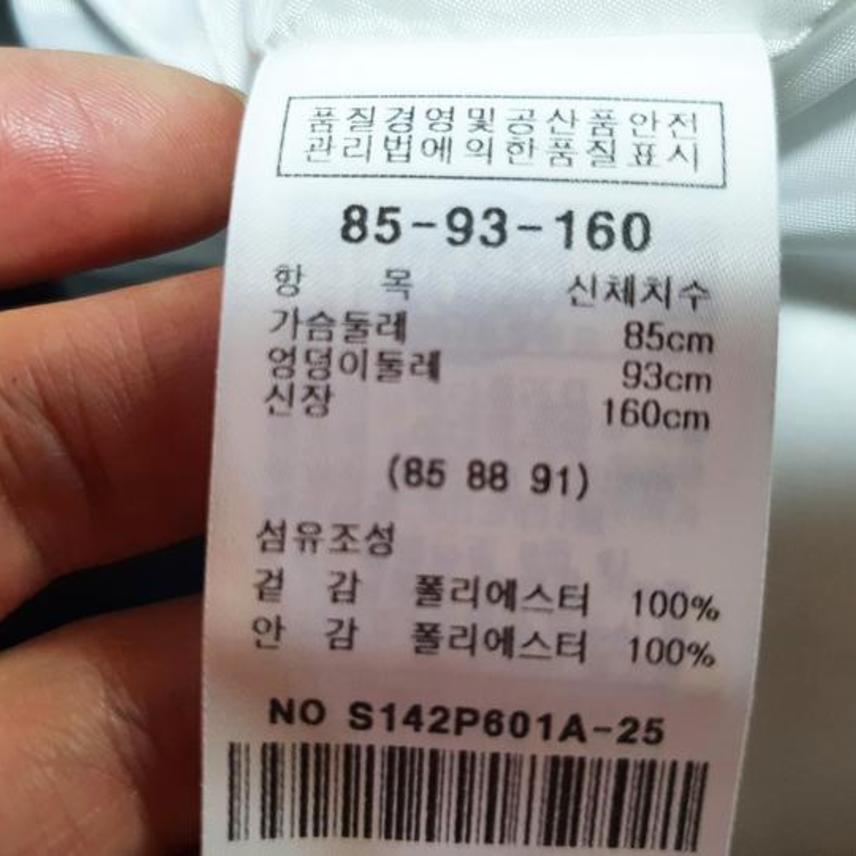 품질경영및공산품안전
관리법에의한품질표시
85-93-160
항 목 신체치수
가슴둘레 85cm
엉덩이둘레 93cm
신장 160cm
(85 88 91)
섬유조성
겉 감 폴리에스터 100%
안 감 폴리에스터 100%
NO S142P601A-25